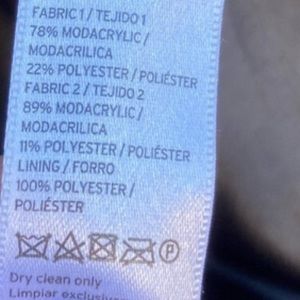 FABRIC 1 / TEJIDO 1
78% MODACRYLIC /
MODACRILICA
22% POLYESTER / POLIÉSTER
FABRIC 2 / TEJIDO 2
89% MODACRYLIC /
MODACRILICA
11% POLYESTER / POLIÉSTER
LINING / FORRO
100% POLYESTER /
POLIÉSTER
P
Dry clean only
Limpiar